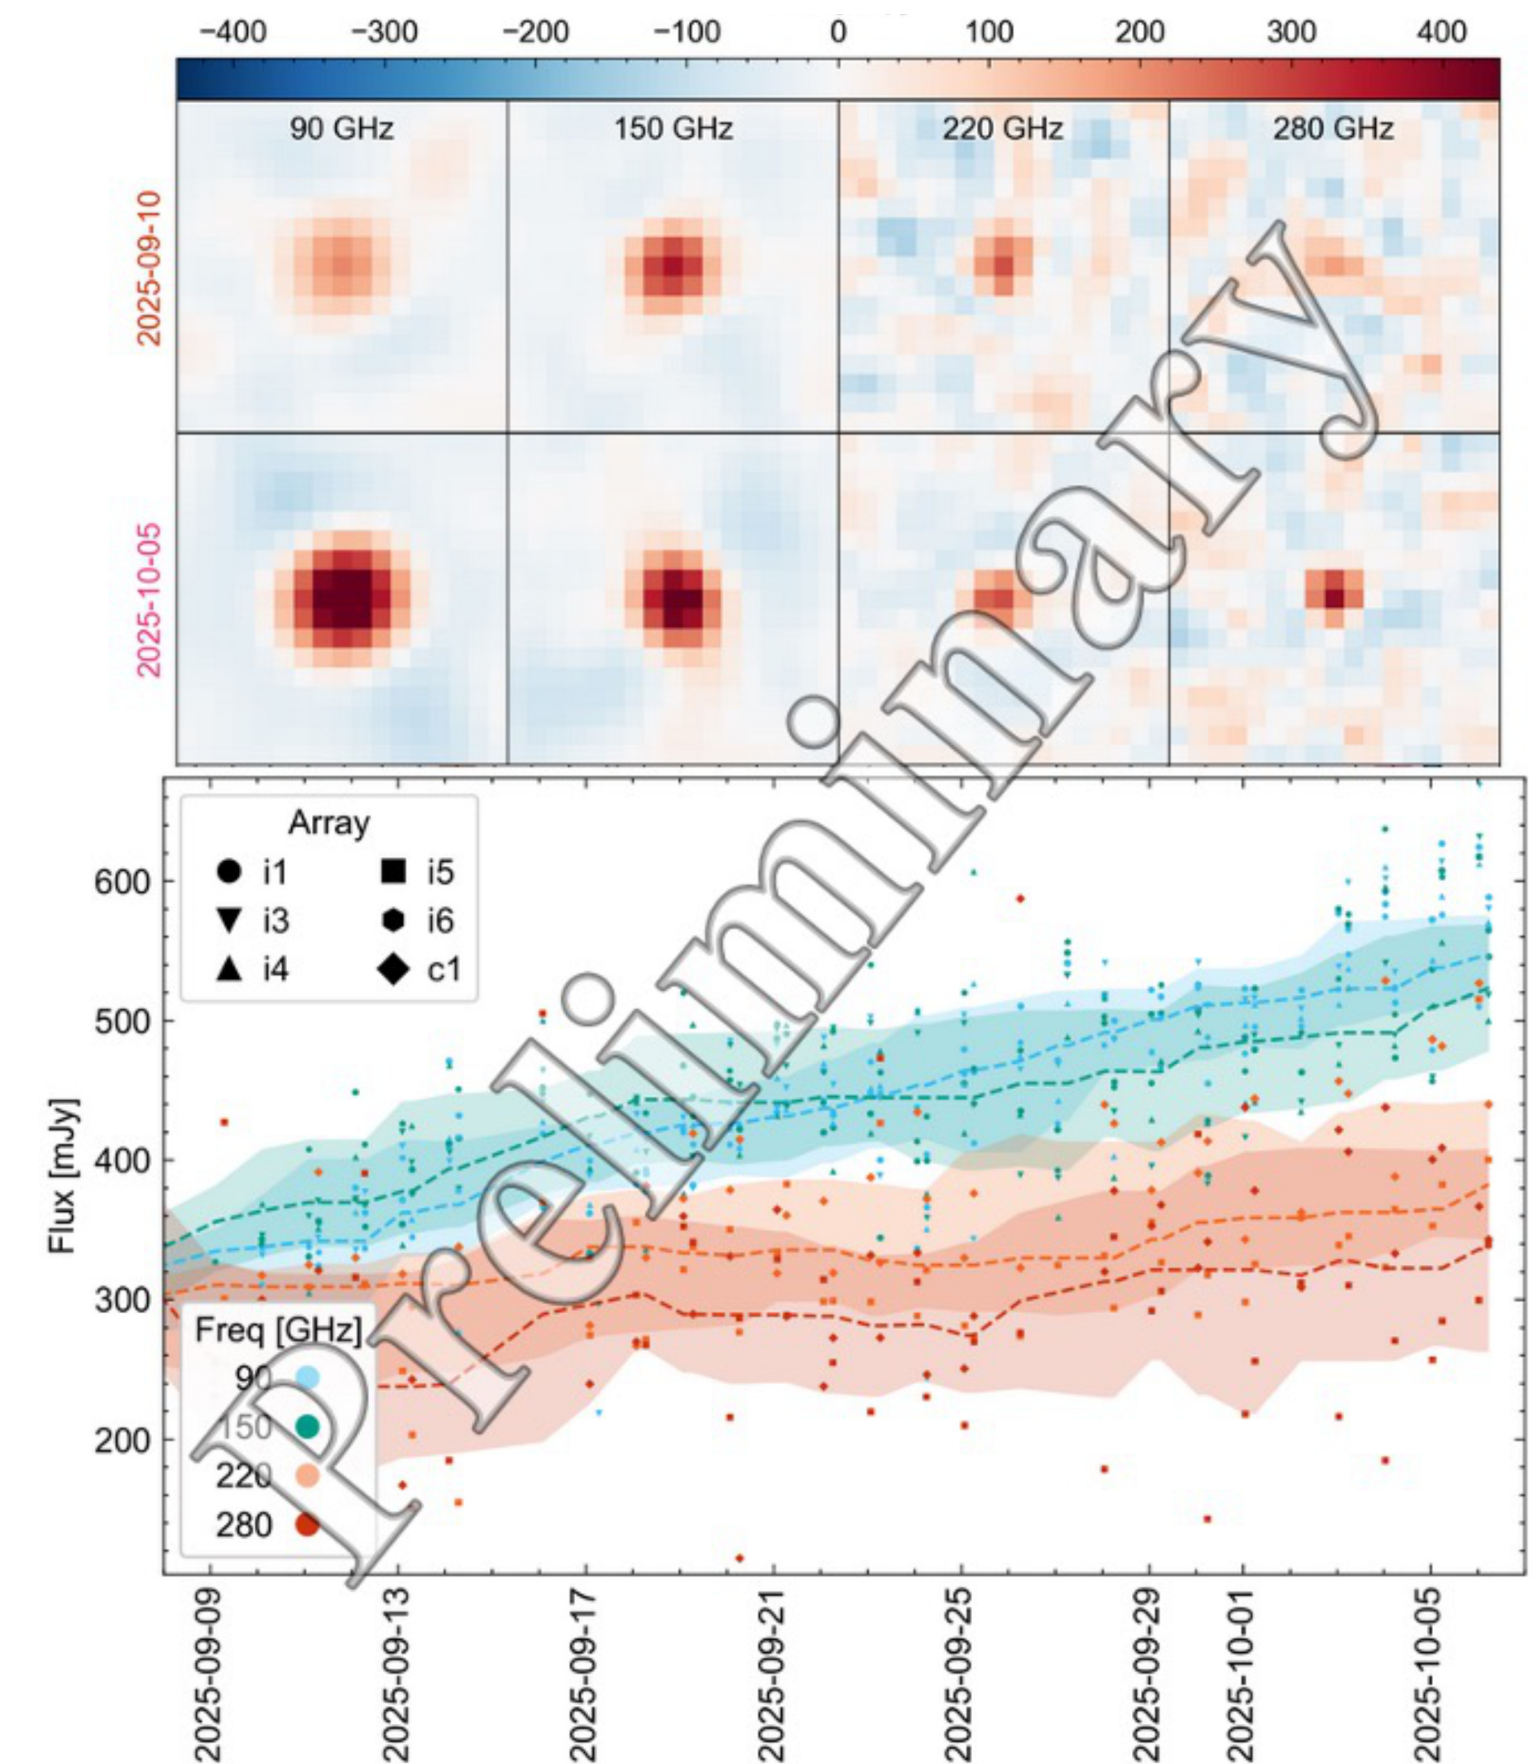 −400 −300 −200 −100 0 100 200 300 400
90 GHz 150 GHz 220 GHz 280 GHz
2025-09-10
2025-10-05
Preliminary
Array
i1 i5
i3 i6
i4 c1
600
500
400
300
200
Flux [mJy]
Freq [GHz]
90
150
220
280
2025-09-09 2025-09-13 2025-09-17 2025-09-21 2025-09-25 2025-09-29 2025-10-01 2025-10-05